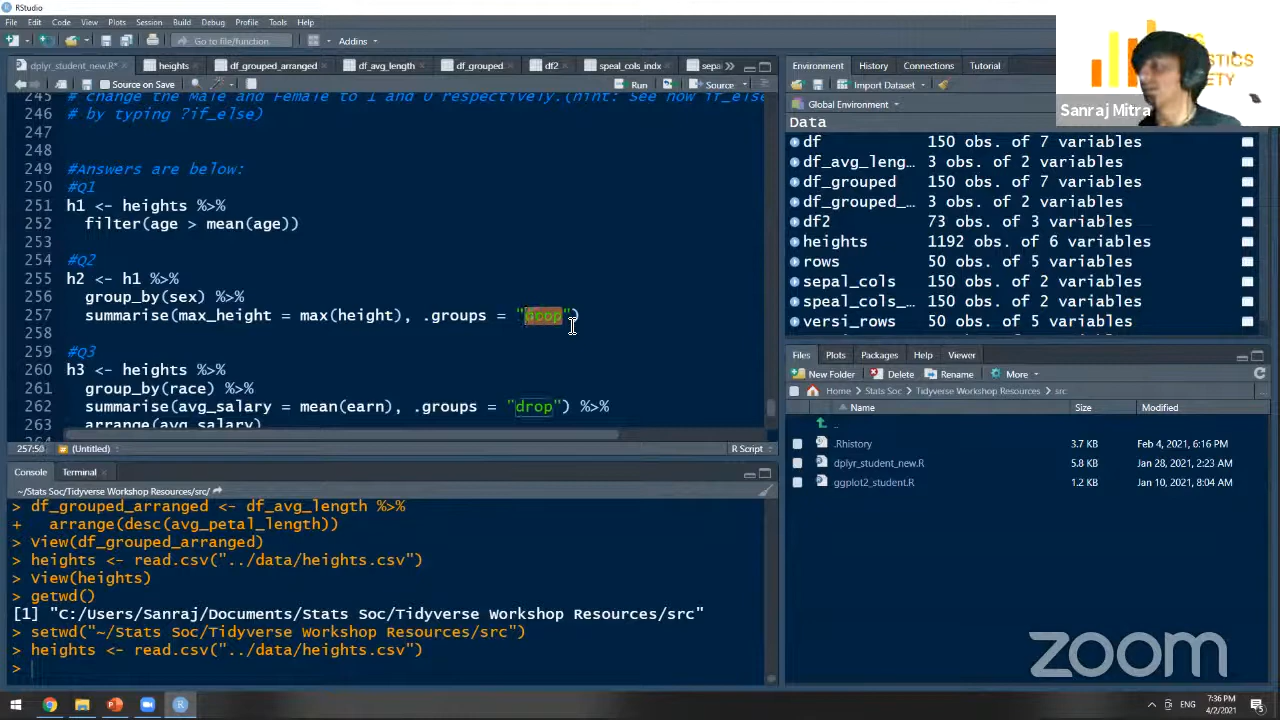 RStudio
File Edit Code View Plots Session Build Debug Profile Tools Help
Go to file/function
Addins
dplyr_student_new.R*
heights
df_grouped_arranged
df_avg_length
df_grouped
df2
speal_cols_indx
sepa
Source on Save
Run
Source
245 # change the Male and Female to 1 and 0 respectively.(hint: See how if_else
246 # by typing ?if_else)
247
248
249 #Answers are below:
250 #Q1
251 h1 <- heights %>%
252 filter(age > mean(age))
253
254 #Q2
255 h2 <- h1 %>%
256 group_by(sex) %>%
257 summarise(max_height = max(height), .groups = "drop")
258
259 #Q3
260 h3 <- heights %>%
261 group_by(race) %>%
262 summarise(avg_salary = mean(earn), .groups = "drop") %>%
263 arrange(avg_salary)
257:50 (Untitled) R Script
Console Terminal
~/Stats Soc/Tidyverse Workshop Resources/src/
> df_grouped_arranged <- df_avg_length %>%
+ arrange(desc(avg_petal_length))
> View(df_grouped_arranged)
> heights <- read.csv("../data/heights.csv")
> View(heights)
> getwd()
[1] "C:/Users/Sanraj/Documents/Stats Soc/Tidyverse Workshop Resources/src"
> setwd("~/Stats Soc/Tidyverse Workshop Resources/src")
> heights <- read.csv("../data/heights.csv")
>
Environment History Connections Tutorial
Import Dataset
Global Environment
Data
df 150 obs. of 7 variables
df_avg_leng… 3 obs. of 2 variables
df_grouped 150 obs. of 7 variables
df_grouped_… 3 obs. of 2 variables
df2 73 obs. of 3 variables
heights 1192 obs. of 6 variables
rows 50 obs. of 5 variables
sepal_cols 150 obs. of 2 variables
speal_cols_… 150 obs. of 2 variables
versi_rows 50 obs. of 5 variables
Files Plots Packages Help Viewer
New Folder Delete Rename More
Home Stats Soc Tidyverse Workshop Resources src
Name Size Modified
..
.Rhistory 3.7 KB Feb 4, 2021, 6:16 PM
dplyr_student_new.R 5.8 KB Jan 28, 2021, 2:23 AM
ggplot2_student.R 1.2 KB Jan 10, 2021, 8:04 AM
Sanraj Mitra
zoom
ENG
7:36 PM
4/2/2021
5